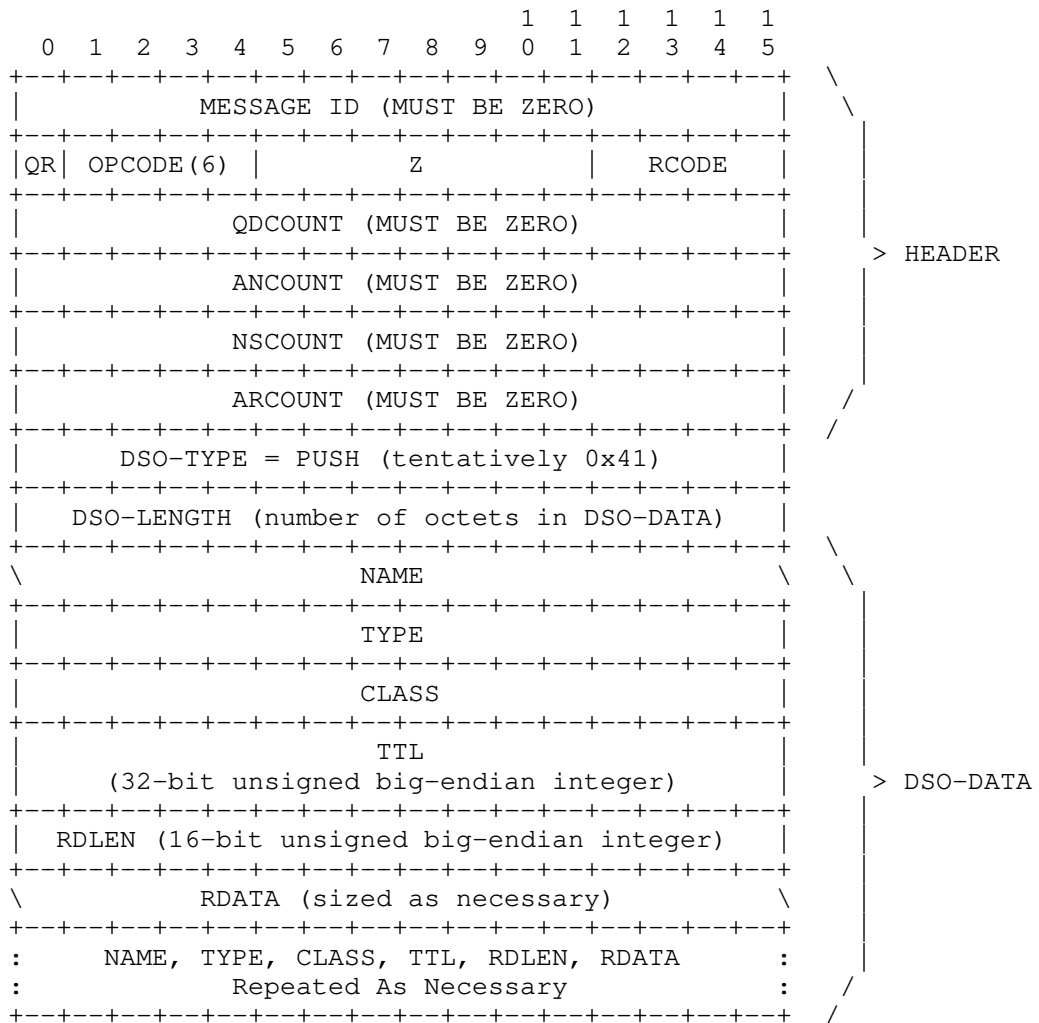 1  1  1  1  1  1
   0  1  2  3  4  5  6  7  8  9  0  1  2  3  4  5
 +--+--+--+--+--+--+--+--+--+--+--+--+--+--+--+--+  \
 |           MESSAGE ID (MUST BE ZERO)           |   \
 +--+--+--+--+--+--+--+--+--+--+--+--+--+--+--+--+    |
 |QR| OPCODE(6) |         Z          |   RCODE   |    |
 +--+--+--+--+--+--+--+--+--+--+--+--+--+--+--+--+    |
 |             QDCOUNT (MUST BE ZERO)            |    |
 +--+--+--+--+--+--+--+--+--+--+--+--+--+--+--+--+     > HEADER
 |             ANCOUNT (MUST BE ZERO)            |    |
 +--+--+--+--+--+--+--+--+--+--+--+--+--+--+--+--+    |
 |             NSCOUNT (MUST BE ZERO)            |    |
 +--+--+--+--+--+--+--+--+--+--+--+--+--+--+--+--+    |
 |             ARCOUNT (MUST BE ZERO)            |   /
 +--+--+--+--+--+--+--+--+--+--+--+--+--+--+--+--+  /
 |      DSO-TYPE = PUSH (tentatively 0x41)       |
 +--+--+--+--+--+--+--+--+--+--+--+--+--+--+--+--+
 |   DSO-LENGTH (number of octets in DSO-DATA)   |
 +--+--+--+--+--+--+--+--+--+--+--+--+--+--+--+--+  \
 \                     NAME                      \   \
 +--+--+--+--+--+--+--+--+--+--+--+--+--+--+--+--+    |
 |                     TYPE                      |    |
 +--+--+--+--+--+--+--+--+--+--+--+--+--+--+--+--+    |
 |                     CLASS                     |    |
 +--+--+--+--+--+--+--+--+--+--+--+--+--+--+--+--+    |
 |                      TTL                      |    |
 |     (32-bit unsigned big-endian integer)      |     > DSO-DATA
 +--+--+--+--+--+--+--+--+--+--+--+--+--+--+--+--+    |
 |  RDLEN (16-bit unsigned big-endian integer)   |    |
 +--+--+--+--+--+--+--+--+--+--+--+--+--+--+--+--+    |
 \           RDATA (sized as necessary)          \    |
 +--+--+--+--+--+--+--+--+--+--+--+--+--+--+--+--+    |
 :     NAME, TYPE, CLASS, TTL, RDLEN, RDATA      :    |
 :             Repeated As Necessary             :   /
 +--+--+--+--+--+--+--+--+--+--+--+--+--+--+--+--+  /